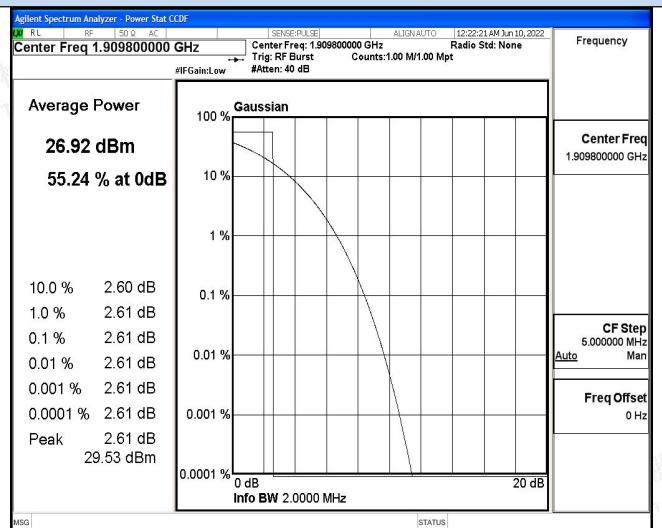 Agilent Spectrum Analyzer - Power Stat CCDF
RL RF 50 Ω AC SENSE:PULSE ALIGN AUTO 12:22:21 AM Jun 10, 2022
Center Freq 1.909800000 GHz
Center Freq: 1.909800000 GHz Radio Std: None
Trig: RF Burst Counts:1.00 M/1.00 Mpt
#IFGain:Low #Atten: 40 dB
Frequency
Average Power
26.92 dBm
55.24 % at 0dB
10.0 % 2.60 dB
1.0 % 2.61 dB
0.1 % 2.61 dB
0.01 % 2.61 dB
0.001 % 2.61 dB
0.0001 % 2.61 dB
Peak 2.61 dB
29.53 dBm
Gaussian
100 %
10 %
1 %
0.1 %
0.01 %
0.001 %
0.0001 %
0 dB 20 dB
Info BW 2.0000 MHz
Center Freq
1.909800000 GHz
CF Step
5.000000 MHz
Auto Man
Freq Offset
0 Hz
MSG STATUS